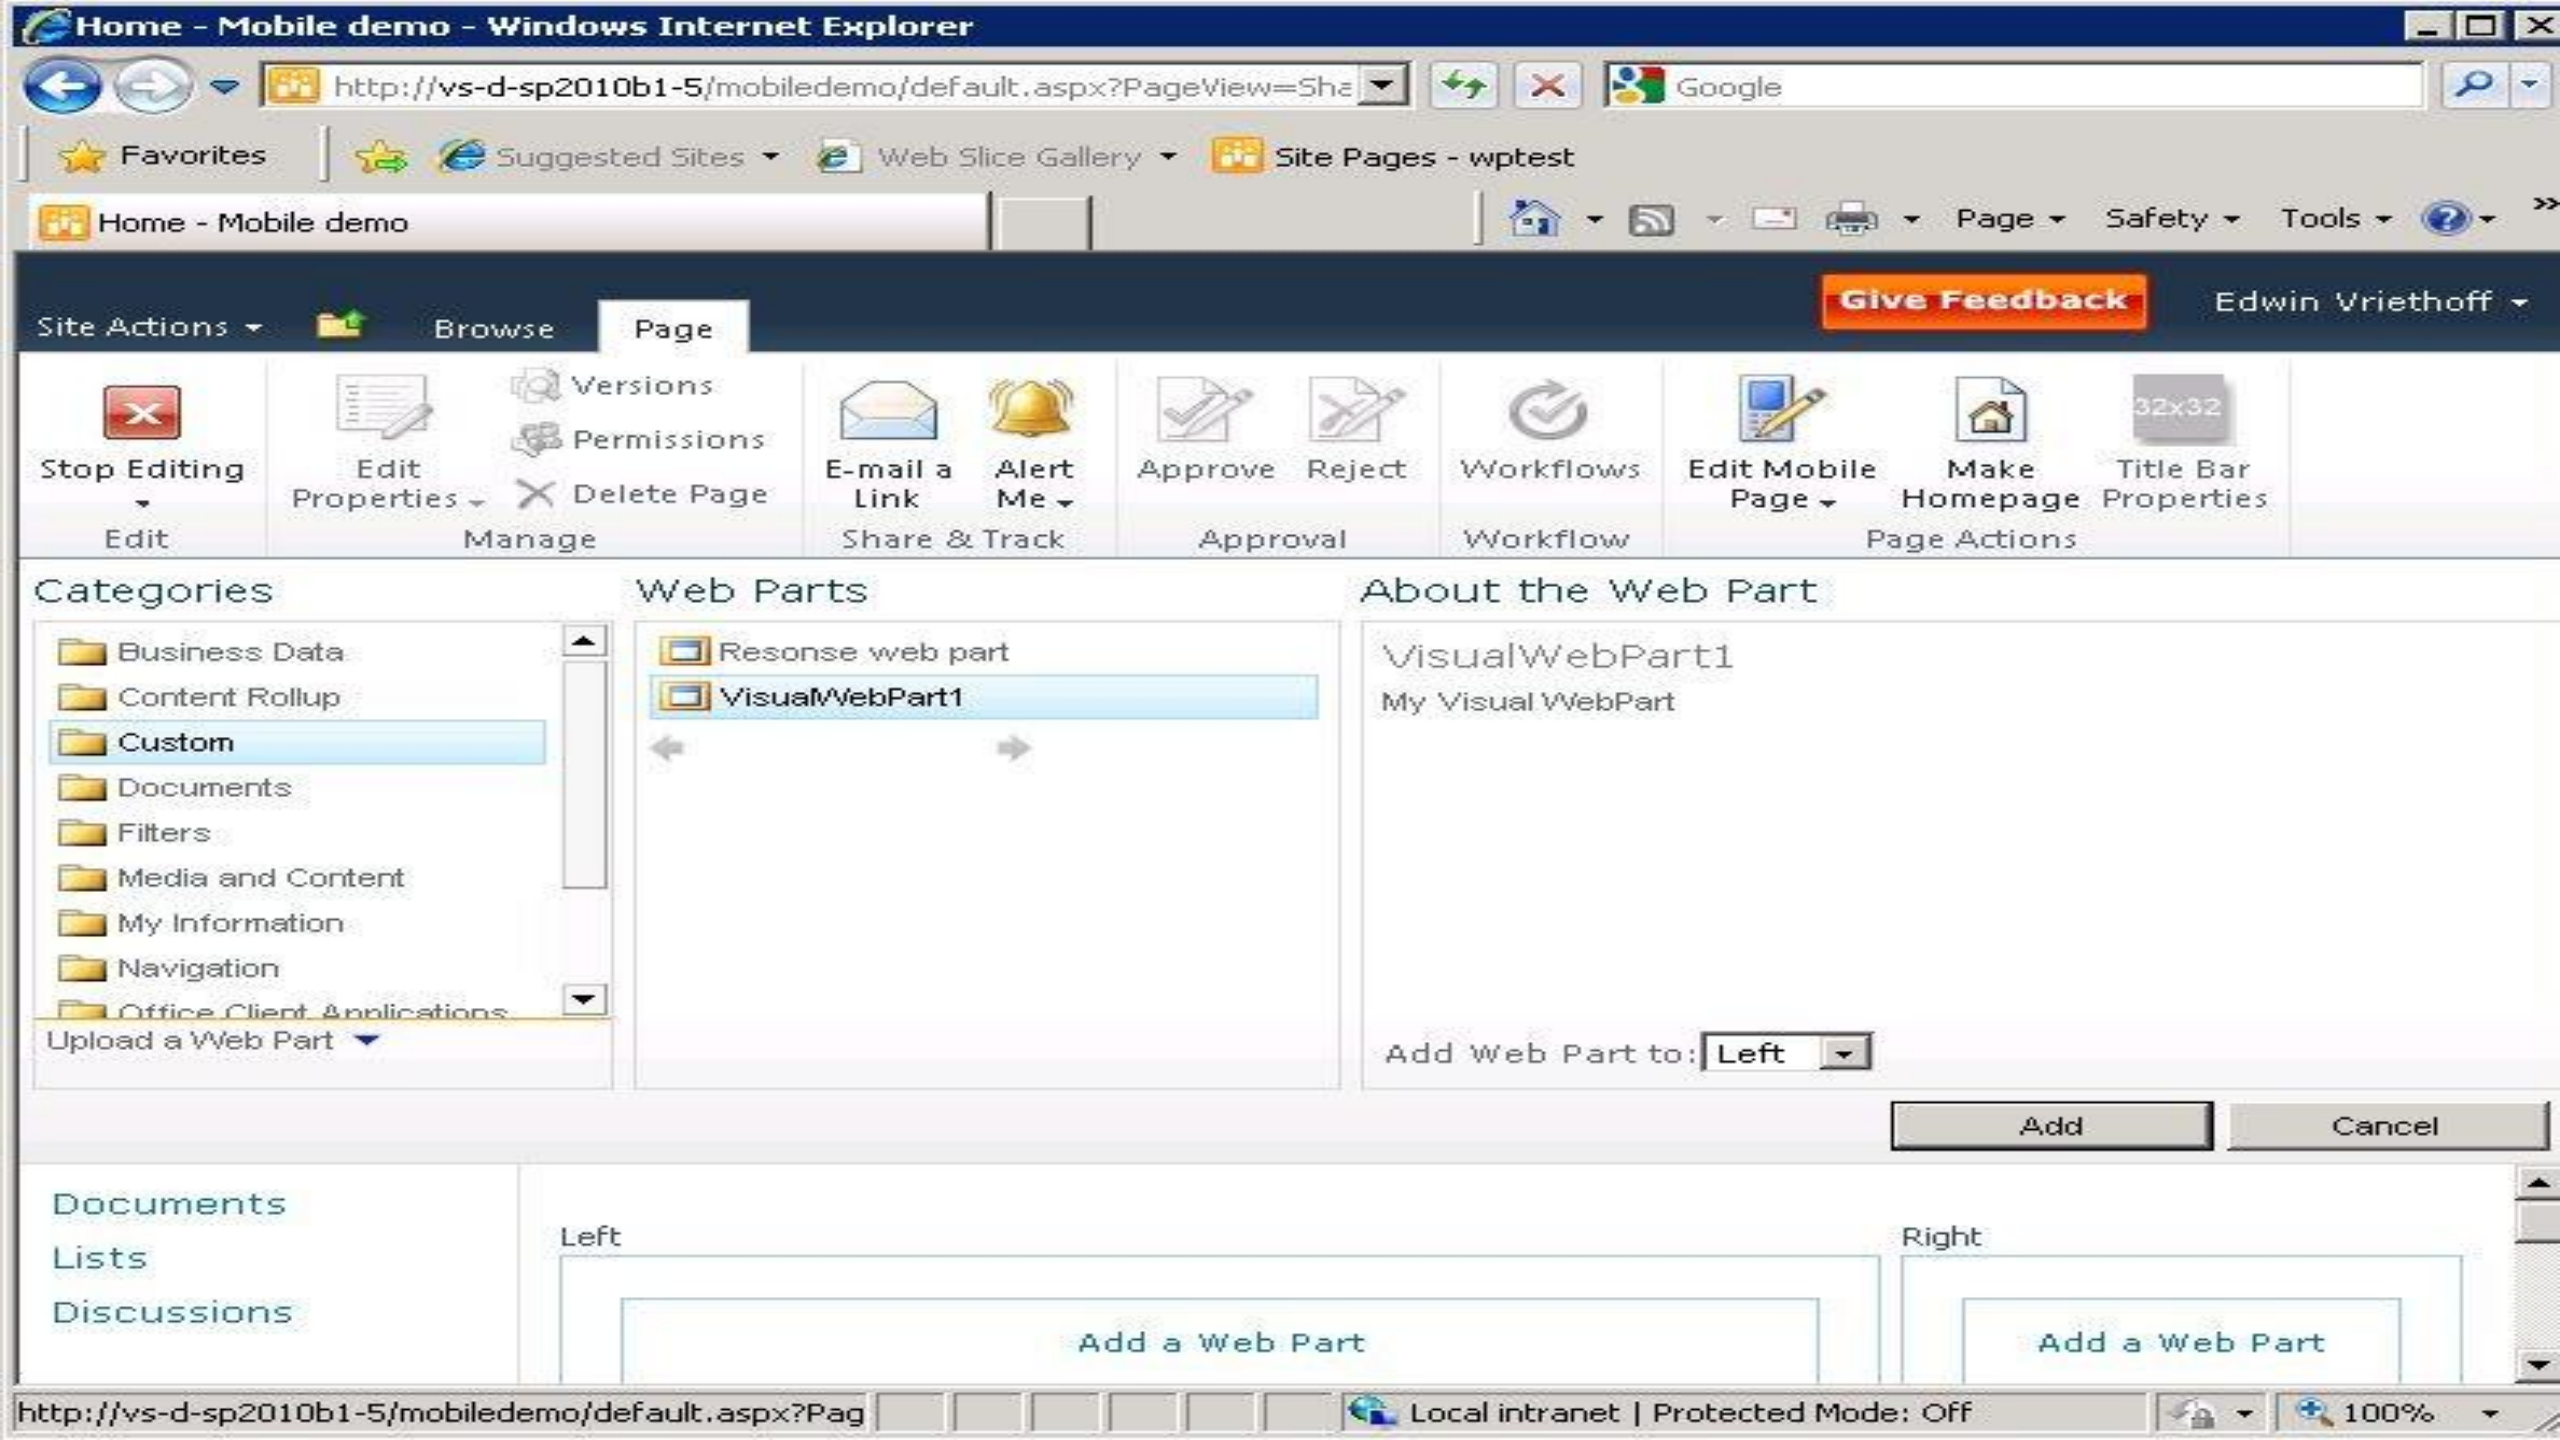 Home - Mobile demo - Windows Internet Explorer
http://vs-d-sp2010b1-5/mobiledemo/default.aspx?PageView=Sha
Google
Favorites
Suggested Sites
Web Slice Gallery
Site Pages - wptest
Home - Mobile demo
Page
Safety
Tools
Site Actions
Browse
Page
Give Feedback
Edwin Vriethoff
Stop Editing
Edit
Edit
Properties
Versions
Permissions
Delete Page
Manage
E-mail a
Link
Alert
Me
Share & Track
Approve
Reject
Approval
Workflows
Workflow
Edit Mobile
Page
Make
Homepage
32x32
Title Bar
Properties
Page Actions
Categories
Business Data
Content Rollup
Custom
Documents
Filters
Media and Content
My Information
Navigation
Office Client Applications
Upload a Web Part
Web Parts
Resonse web part
VisualWebPart1
About the Web Part
VisualWebPart1
My Visual WebPart
Add Web Part to: Left
Add
Cancel
Documents
Lists
Discussions
Left
Add a Web Part
Right
Add a Web Part
http://vs-d-sp2010b1-5/mobiledemo/default.aspx?Pag
Local intranet | Protected Mode: Off
100%